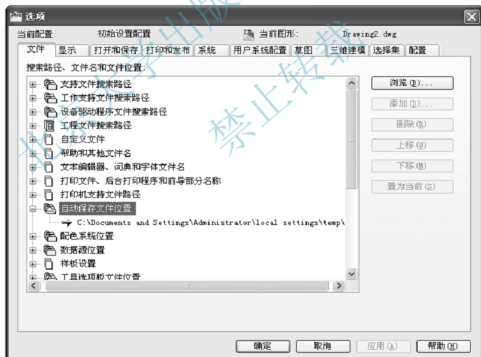 选项
当前配置: 初始设置配置 当前图形: Drawing2.dwg
文件 显示 打开和保存 打印和发布 系统 用户系统配置 草图 三维建模 选择集 配置
搜索路径、文件名和文件位置:
支持文件搜索路径
工作支持文件搜索路径
设备驱动程序文件搜索路径
工程文件搜索路径
自定义文件
帮助和其他文件名
文本编辑器、词典和字体文件名
打印文件、后台打印程序和前导部分名称
打印机支持文件路径
自动保存文件位置
C:\Documents and Settings\Administrator\local settings\temp\
配色系统位置
数据源位置
样板设置
工具选项板文件位置
浏览(B)...
添加(D)...
删除(R)
上移(U)
下移(M)
置为当前(S)
确定 取消 应用(A) 帮助(H)
禁止转载